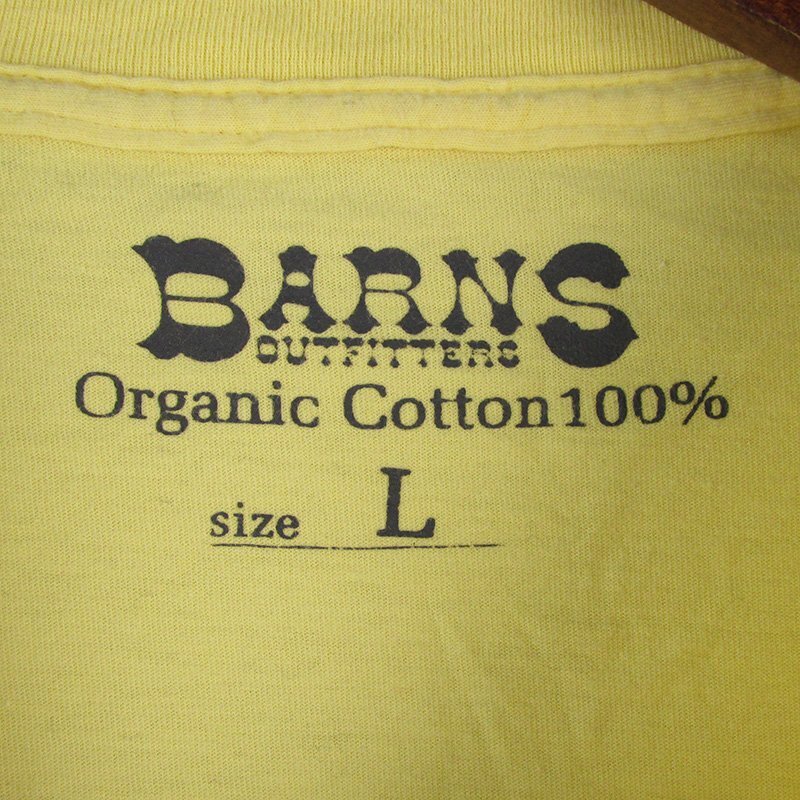 BARNS
OUTFITTERS
Organic Cotton100%
size L